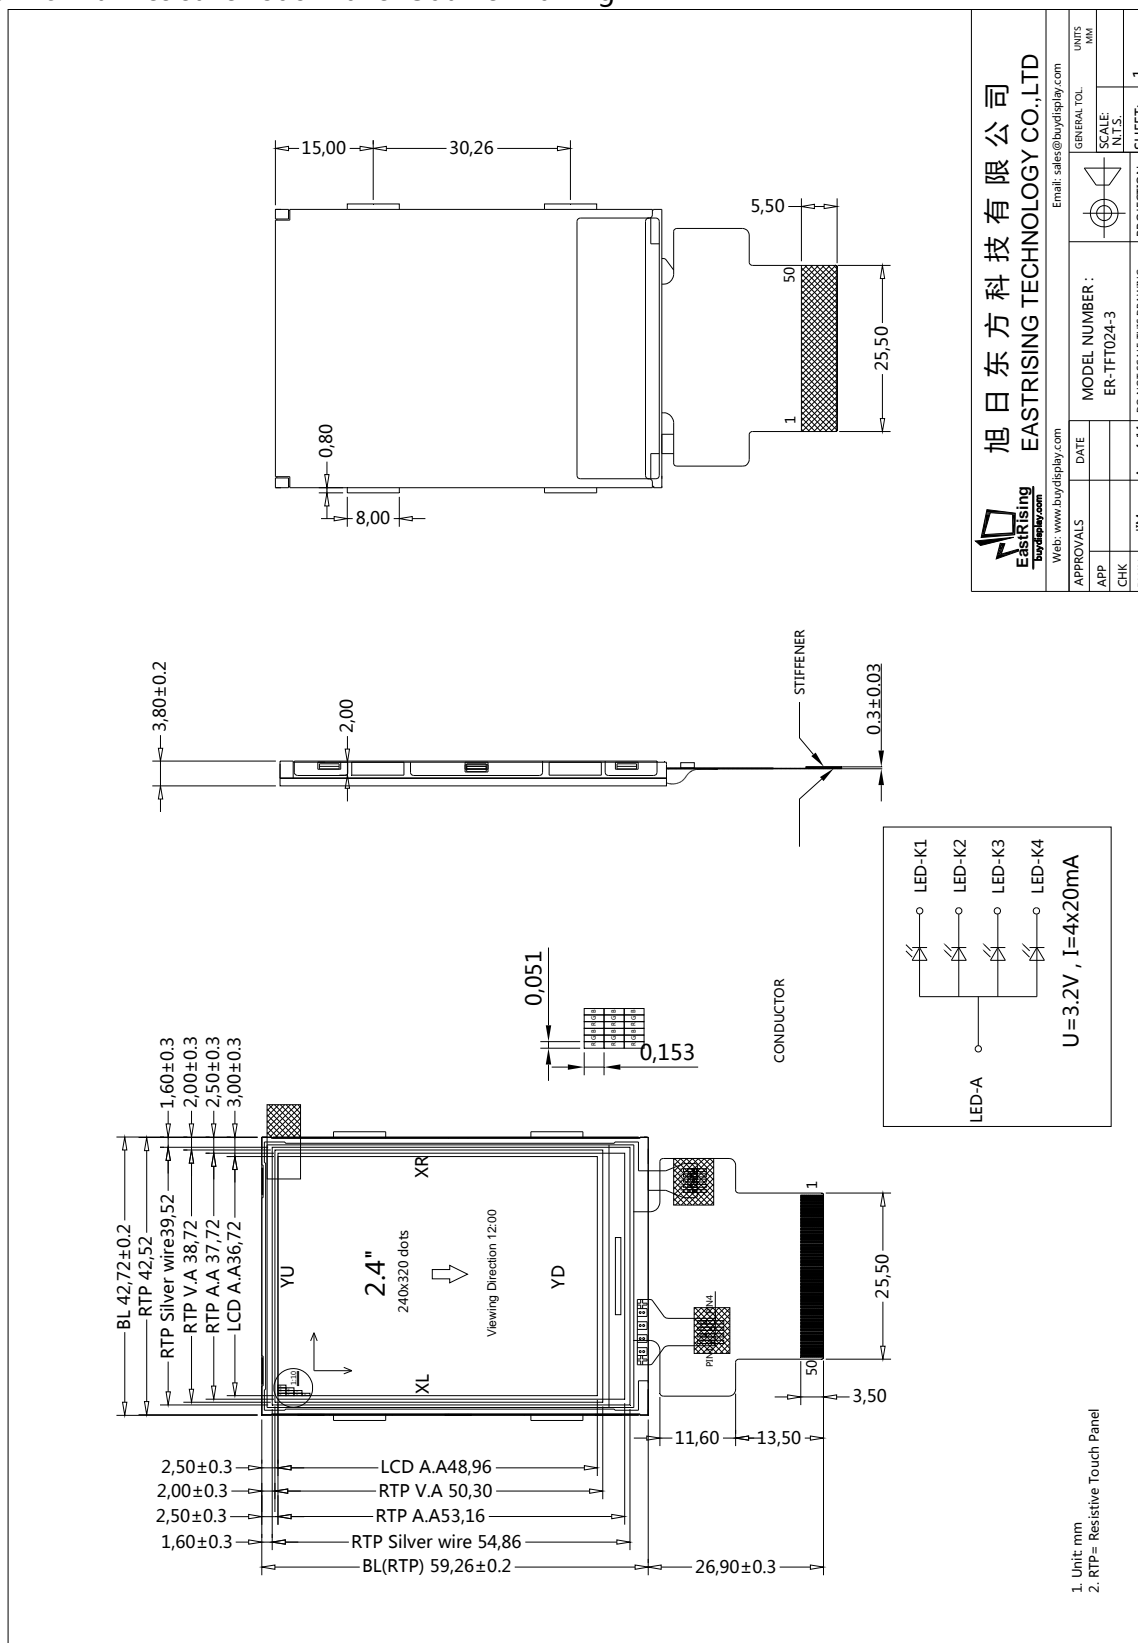 15,00
30,26
5,50
50
1
25,50
0,80
8,00
旭日东方科技有限公司
EASTRISING TECHNOLOGY CO.,LTD
EastRising
buydisplay.com
Web: www.buydisplay.com
Email: sales@buydisplay.com
APPROVALS
DATE
APP
CHK
MODEL NUMBER :
ER-TFT024-3
GENERAL TOL.
UNITS
MM
SCALE:
N.T.S.
3,80±0.2
2,00
STIFFENER
0.3±0.03
LED-K1
LED-K2
LED-K3
LED-K4
LED-A
U=3.2V , I=4x20mA
0,051
R G B R G B R G B
0,153
CONDUCTOR
1,60±0.3
2,00±0.3
2,50±0.3
3,00±0.3
BL 42,72±0.2
RTP 42,52
RTP Silver wire39,52
RTP V.A 38,72
RTP A.A 37,72
LCD A.A36,72
XR
YU
2.4"
240x320 dots
Viewing Direction 12:00
YD
XL
1:10
1
25,50
50
3,50
11,60
13,50
2,50±0.3
LCD A.A48,96
2,00±0.3
RTP V.A 50,30
2,50±0.3
RTP A.A53,16
1,60±0.3
RTP Silver wire 54,86
BL(RTP) 59,26±0.2
26,90±0.3
1. Unit: mm
2. RTP= Resistive Touch Panel